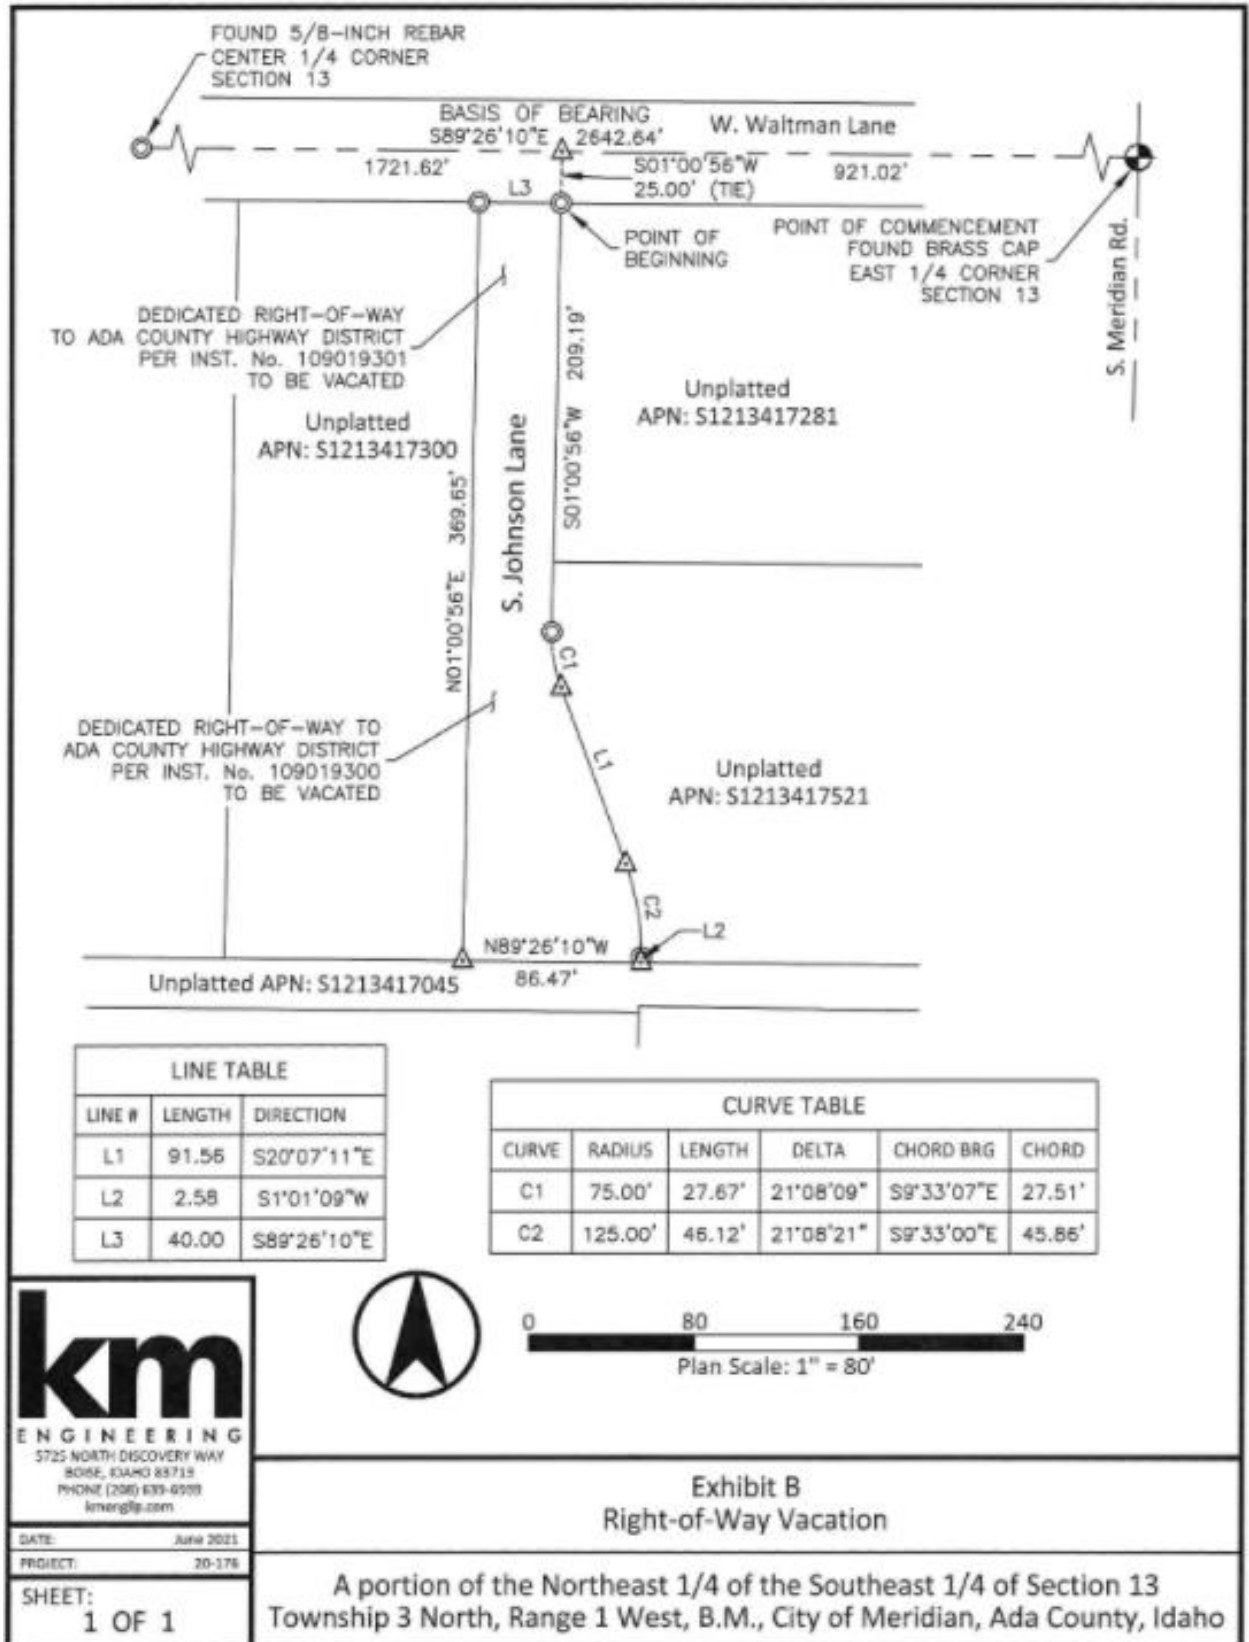 FOUND 5/8-INCH REBAR
CENTER 1/4 CORNER
SECTION 13
BASIS OF BEARING
S89°26'10"E 2642.64'
W. Waltman Lane
1721.62'
S01°00'56"W
25.00' (TIE)
921.02'
L3
POINT OF
BEGINNING
POINT OF COMMENCEMENT
FOUND BRASS CAP
EAST 1/4 CORNER
SECTION 13
S. Meridian Rd.
DEDICATED RIGHT-OF-WAY
TO ADA COUNTY HIGHWAY DISTRICT
PER INST. No. 109019301
TO BE VACATED
S01°00'56"W 209.19'
Unplatted
APN: S1213417281
Unplatted
APN: S1213417300
S. Johnson Lane
N01°00'56"E 369.65'
C1
DEDICATED RIGHT-OF-WAY TO
ADA COUNTY HIGHWAY DISTRICT
PER INST. No. 109019300
TO BE VACATED
L1
Unplatted
APN: S1213417521
C2
L2
N89°26'10"W
86.47'
Unplatted APN: S1213417045
LINE TABLE
LINE # LENGTH DIRECTION
L1 91.56 S20°07'11"E
L2 2.58 S1°01'09"W
L3 40.00 S89°26'10"E
CURVE TABLE
CURVE RADIUS LENGTH DELTA CHORD BRG CHORD
C1 75.00' 27.67' 21°08'09" S9°33'07"E 27.51'
C2 125.00' 46.12' 21°08'21" S9°33'00"E 45.86'
0 80 160 240
Plan Scale: 1" = 80'
km
ENGINEERING
5725 NORTH DISCOVERY WAY
BOISE, IDAHO 83713
PHONE (208) 639-6939
kmengllp.com
DATE: June 2021
PROJECT: 20-176
SHEET:
1 OF 1
Exhibit B
Right-of-Way Vacation
A portion of the Northeast 1/4 of the Southeast 1/4 of Section 13
Township 3 North, Range 1 West, B.M., City of Meridian, Ada County, Idaho